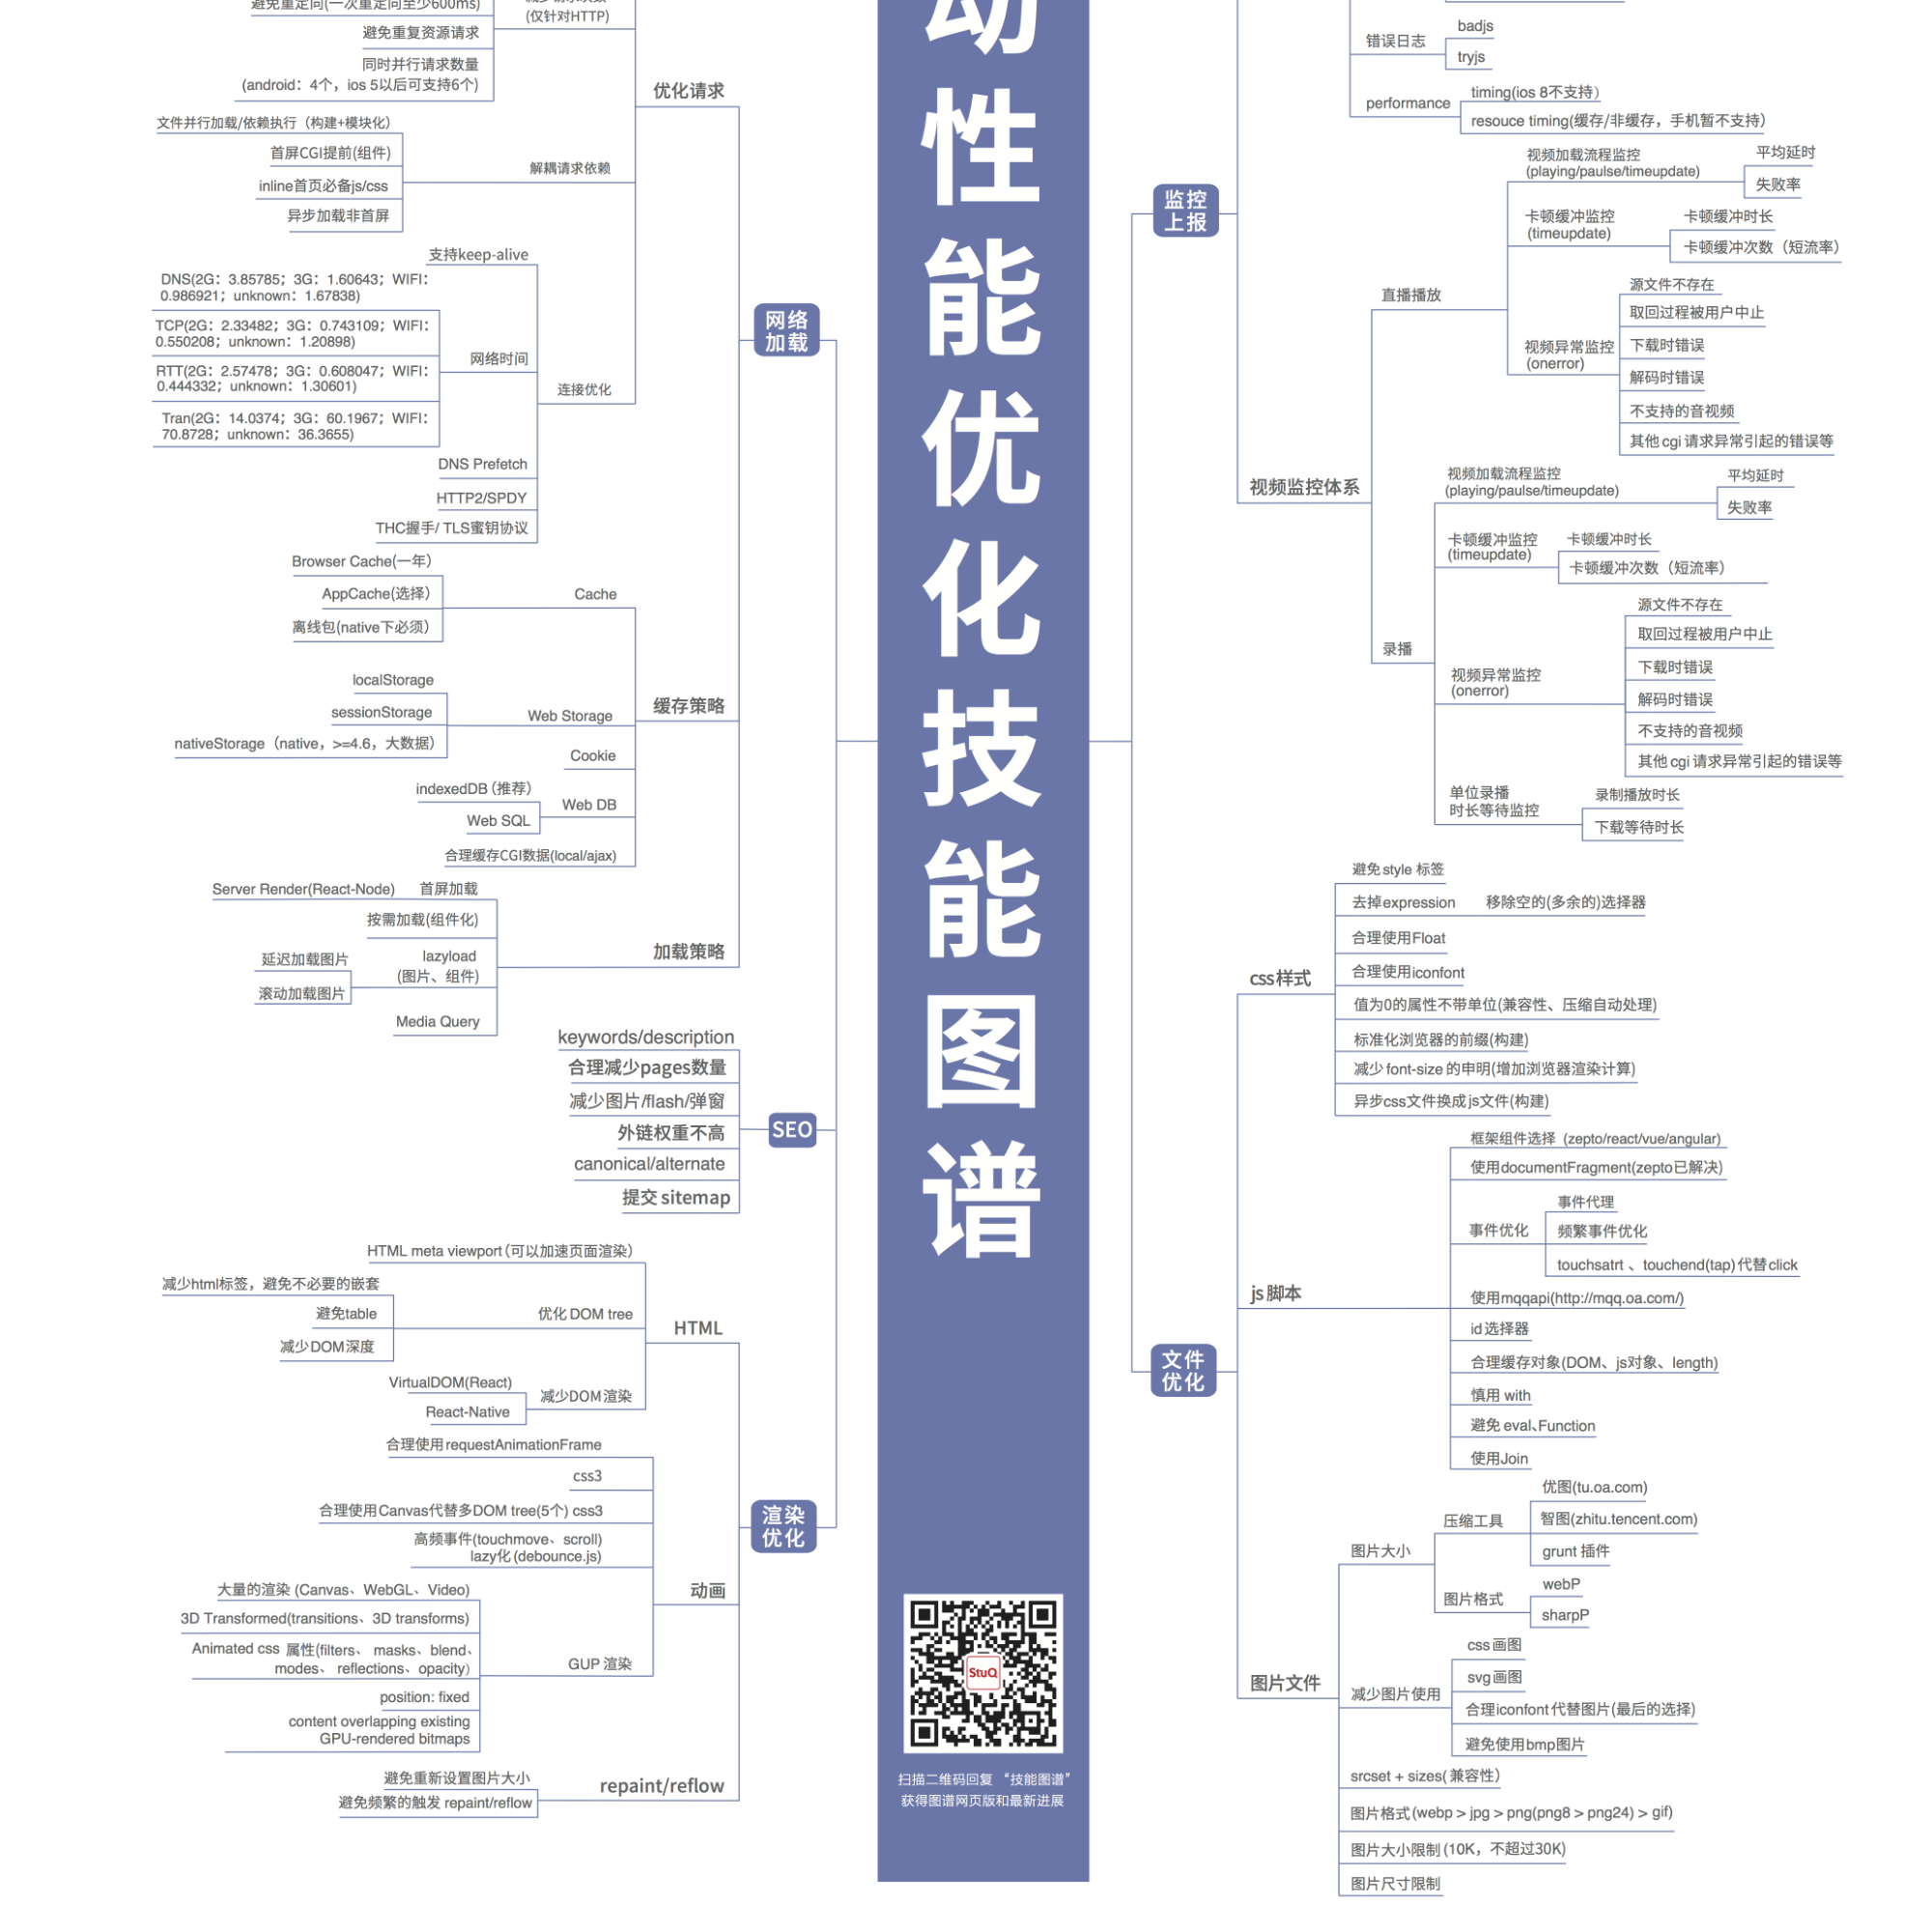 避免重定向(一次重定向至少600ms)
(仅针对HTTP)
避免重复资源请求
同时并行请求数量
(android：4个，ios 5以后可支持6个)
优化请求
文件并行加载/依赖执行（构建+模块化）
首屏CGI提前(组件)
inline首页必备js/css
异步加载非首屏
解耦请求依赖
支持keep-alive
DNS(2G：3.85785；3G：1.60643；WIFI：
0.986921；unknown：1.67838)
TCP(2G：2.33482；3G：0.743109；WIFI：
0.550208；unknown：1.20898)
RTT(2G：2.57478；3G：0.608047；WIFI：
0.444332；unknown：1.30601)
Tran(2G：14.0374；3G：60.1967；WIFI：
70.8728；unknown：36.3655)
网络时间
连接优化
DNS Prefetch
HTTP2/SPDY
THC握手/ TLS蜜钥协议
网络
加载
Browser Cache(一年）
AppCache(选择）
离线包(native下必须）
Cache
localStorage
sessionStorage
nativeStorage（native，>=4.6，大数据）
Web Storage
缓存策略
Cookie
indexedDB（推荐）
Web SQL
Web DB
合理缓存CGI数据(local/ajax)
Server Render(React-Node)
首屏加载
按需加载(组件化)
延迟加载图片
滚动加载图片
lazyload
(图片、组件)
Media Query
加载策略
keywords/description
合理减少pages数量
减少图片/flash/弹窗
外链权重不高
canonical/alternate
提交 sitemap
SEO
HTML meta viewport（可以加速页面渲染）
减少html标签，避免不必要的嵌套
避免table
减少DOM深度
优化 DOM tree
HTML
VirtualDOM(React)
React-Native
减少DOM 渲染
合理使用 requestAnimationFrame
css3
合理使用Canvas代替多DOM tree(5个) css3
高频事件(touchmove、scroll)
lazy化 (debounce.js)
动画
大量的渲染 (Canvas、WebGL、Video)
3D Transformed(transitions、3D transforms)
Animated css 属性(filters、 masks、blend、
modes、 reflections、opacity）
position: fixed
content overlapping existing
GPU-rendered bitmaps
GUP 渲染
避免重新设置图片大小
避免频繁的触发 repaint/reflow
repaint/reflow
渲染
优化
动
性
能
优
化
技
能
图
谱
StuQ
扫描二维码回复 “技能图谱”
获得图谱网页版和最新进展
错误日志
badjs
tryjs
performance
timing(ios 8不支持）
resouce timing(缓存/非缓存，手机暂不支持）
监控
上报
视频监控体系
直播播放
视频加载流程监控
(playing/paulse/timeupdate)
平均延时
失败率
卡顿缓冲监控
(timeupdate)
卡顿缓冲时长
卡顿缓冲次数（短流率）
视频异常监控
(onerror)
源文件不存在
取回过程被用户中止
下载时错误
解码时错误
不支持的音视频
其他 cgi 请求异常引起的错误等
录播
视频加载流程监控
(playing/paulse/timeupdate)
平均延时
失败率
卡顿缓冲监控
(timeupdate)
卡顿缓冲时长
卡顿缓冲次数（短流率）
视频异常监控
(onerror)
源文件不存在
取回过程被用户中止
下载时错误
解码时错误
不支持的音视频
其他 cgi 请求异常引起的错误等
单位录播
时长等待监控
录制播放时长
下载等待时长
文件
优化
css样式
避免 style 标签
去掉expression
移除空的(多余的)选择器
合理使用Float
合理使用iconfont
值为0的属性不带单位(兼容性、压缩自动处理)
标准化浏览器的前缀(构建)
减少 font-size 的申明(增加浏览器渲染计算)
异步css文件换成 js文件(构建)
js 脚本
框架组件选择 (zepto/react/vue/angular)
使用documentFragment(zepto已解决)
事件优化
事件代理
频繁事件优化
touchsatrt 、touchend(tap) 代替 click
使用mqqapi(http://mqq.oa.com/)
id 选择器
合理缓存对象(DOM、js对象、length)
慎用 with
避免 eval、Function
使用Join
图片文件
图片大小
压缩工具
优图(tu.oa.com)
智图(zhitu.tencent.com)
grunt 插件
图片格式
webP
sharpP
减少图片使用
css 画图
svg 画图
合理iconfont 代替图片(最后的选择)
避免使用bmp图片
srcset + sizes( 兼容性）
图片格式 (webp > jpg > png(png8 > png24) > gif)
图片大小限制 (10K，不超过30K)
图片尺寸限制